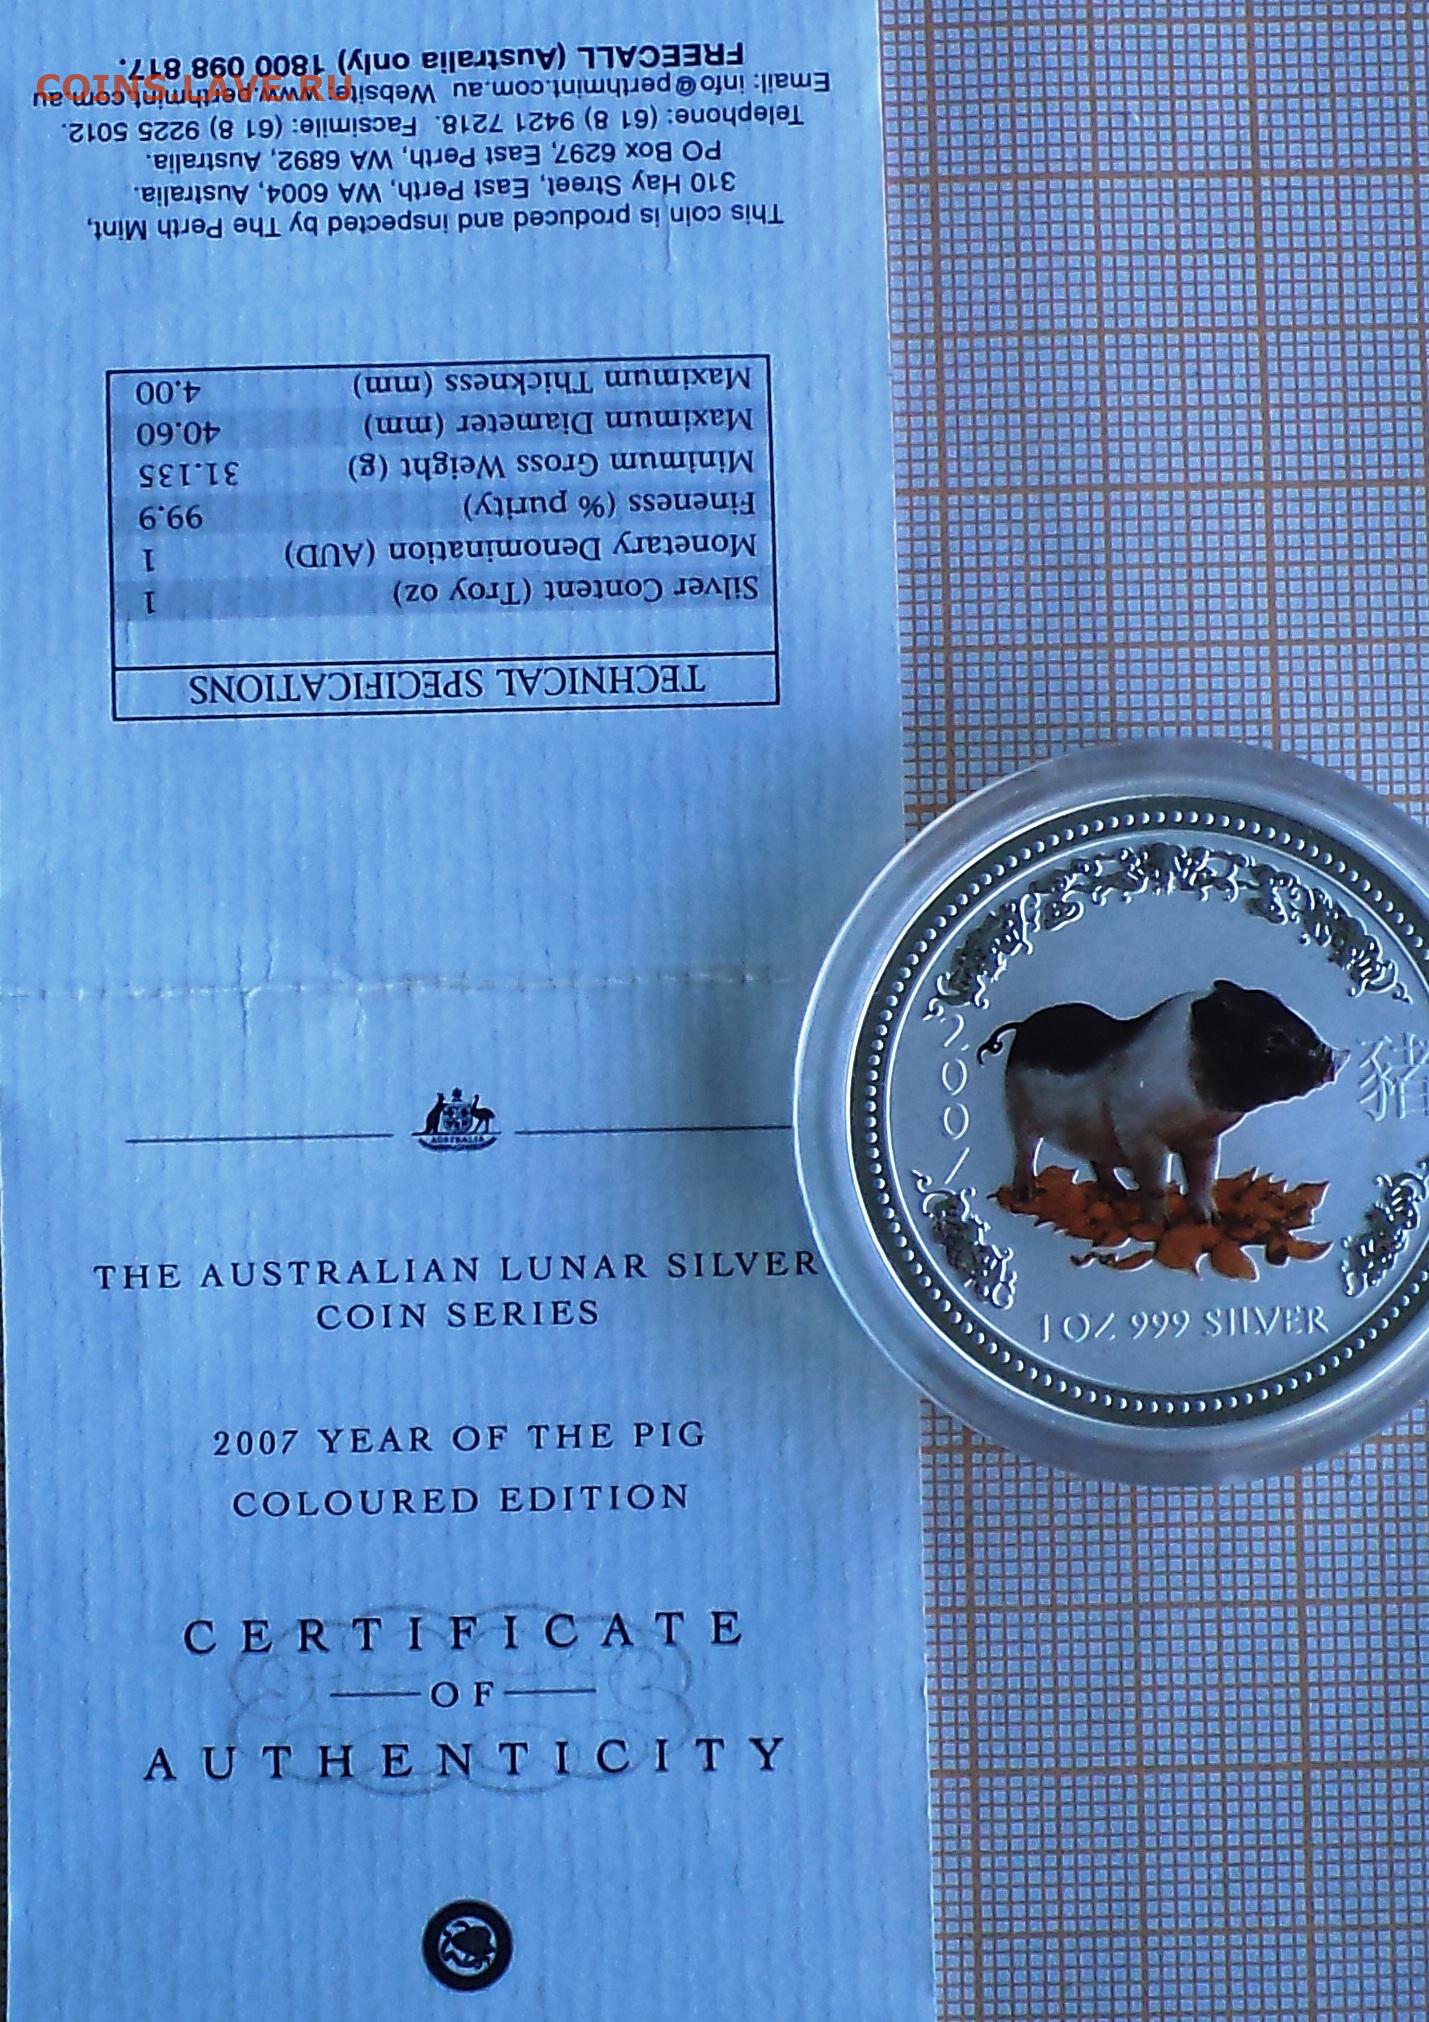 COINS.LAVE.RU
TECHNICAL SPECIFICATIONS
Silver Content (Troy oz) 1
Monetary Denomination (AUD) 1
Fineness (% purity) 99.9
Minimum Gross Weight (g) 31.135
Maximum Diameter (mm) 40.60
Maximum Thickness (mm) 4.00
This coin is produced and inspected by The Perth Mint,
310 Hay Street, East Perth, WA 6004, Australia.
PO Box 6297, East Perth, WA 6892, Australia.
Telephone: (61 8) 9421 7218. Facsimile: (61 8) 9225 5012.
Email: info@perthmint.com.au Website: www.perthmint.com.au
FREECALL (Australia only) 1800 098 817.
AUSTRALIA
THE AUSTRALIAN LUNAR SILVER
COIN SERIES
2007 YEAR OF THE PIG
COLOURED EDITION
CERTIFICATE
OF
AUTHENTICITY
2007
豬
1 OZ 999 SILVER